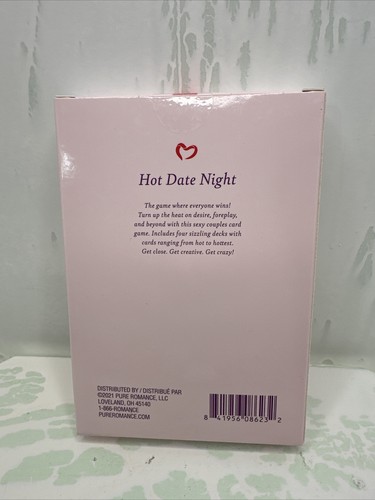 Hot Date Night
The game where everyone wins!
Turn up the heat on desire, foreplay,
and beyond with this sexy couples card
game. Includes four sizzling decks with
cards ranging from hot to hottest.
Get close. Get creative. Get crazy!
DISTRIBUTED BY / DISTRIBUÉ PAR
©2021 PURE ROMANCE, LLC
LOVELAND, OH 45140
1-866-ROMANCE
PUREROMANCE.COM
8 41956 08623 2